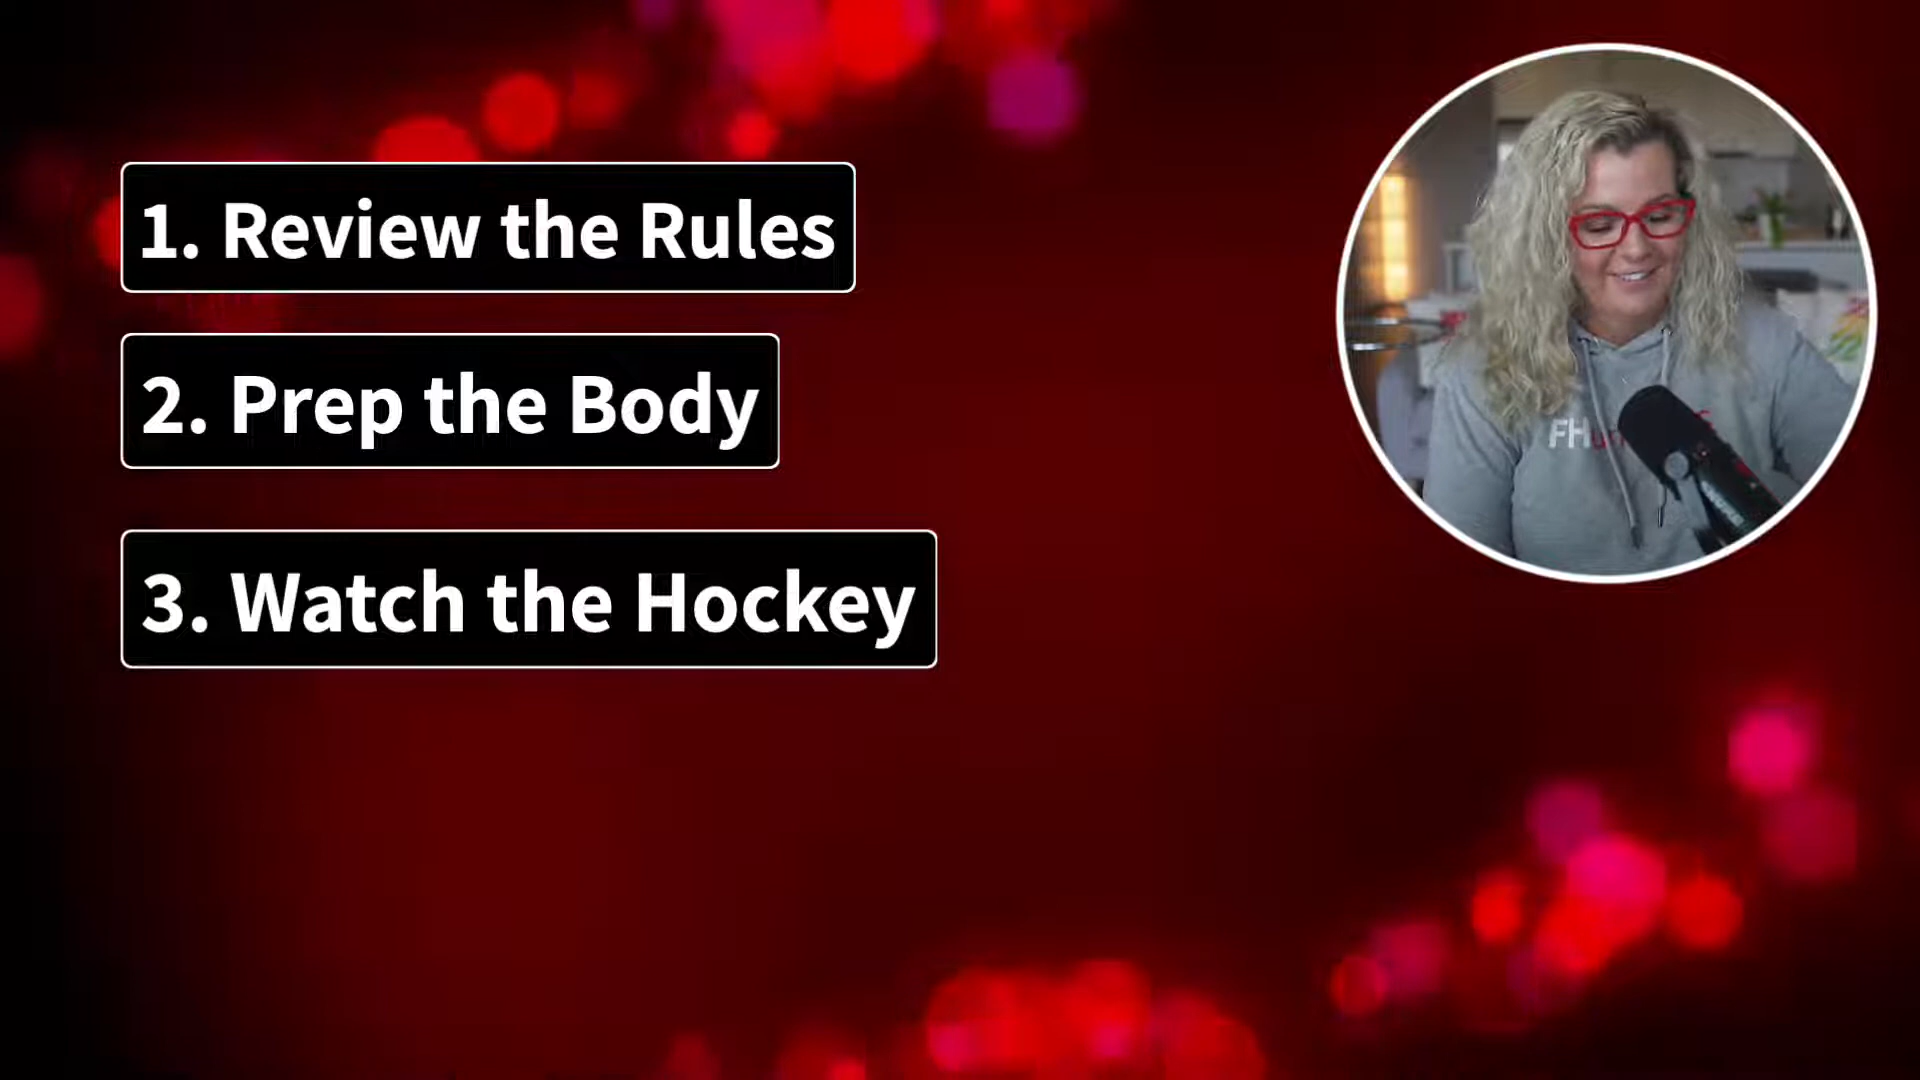 1. Review the Rules
2. Prep the Body
3. Watch the Hockey